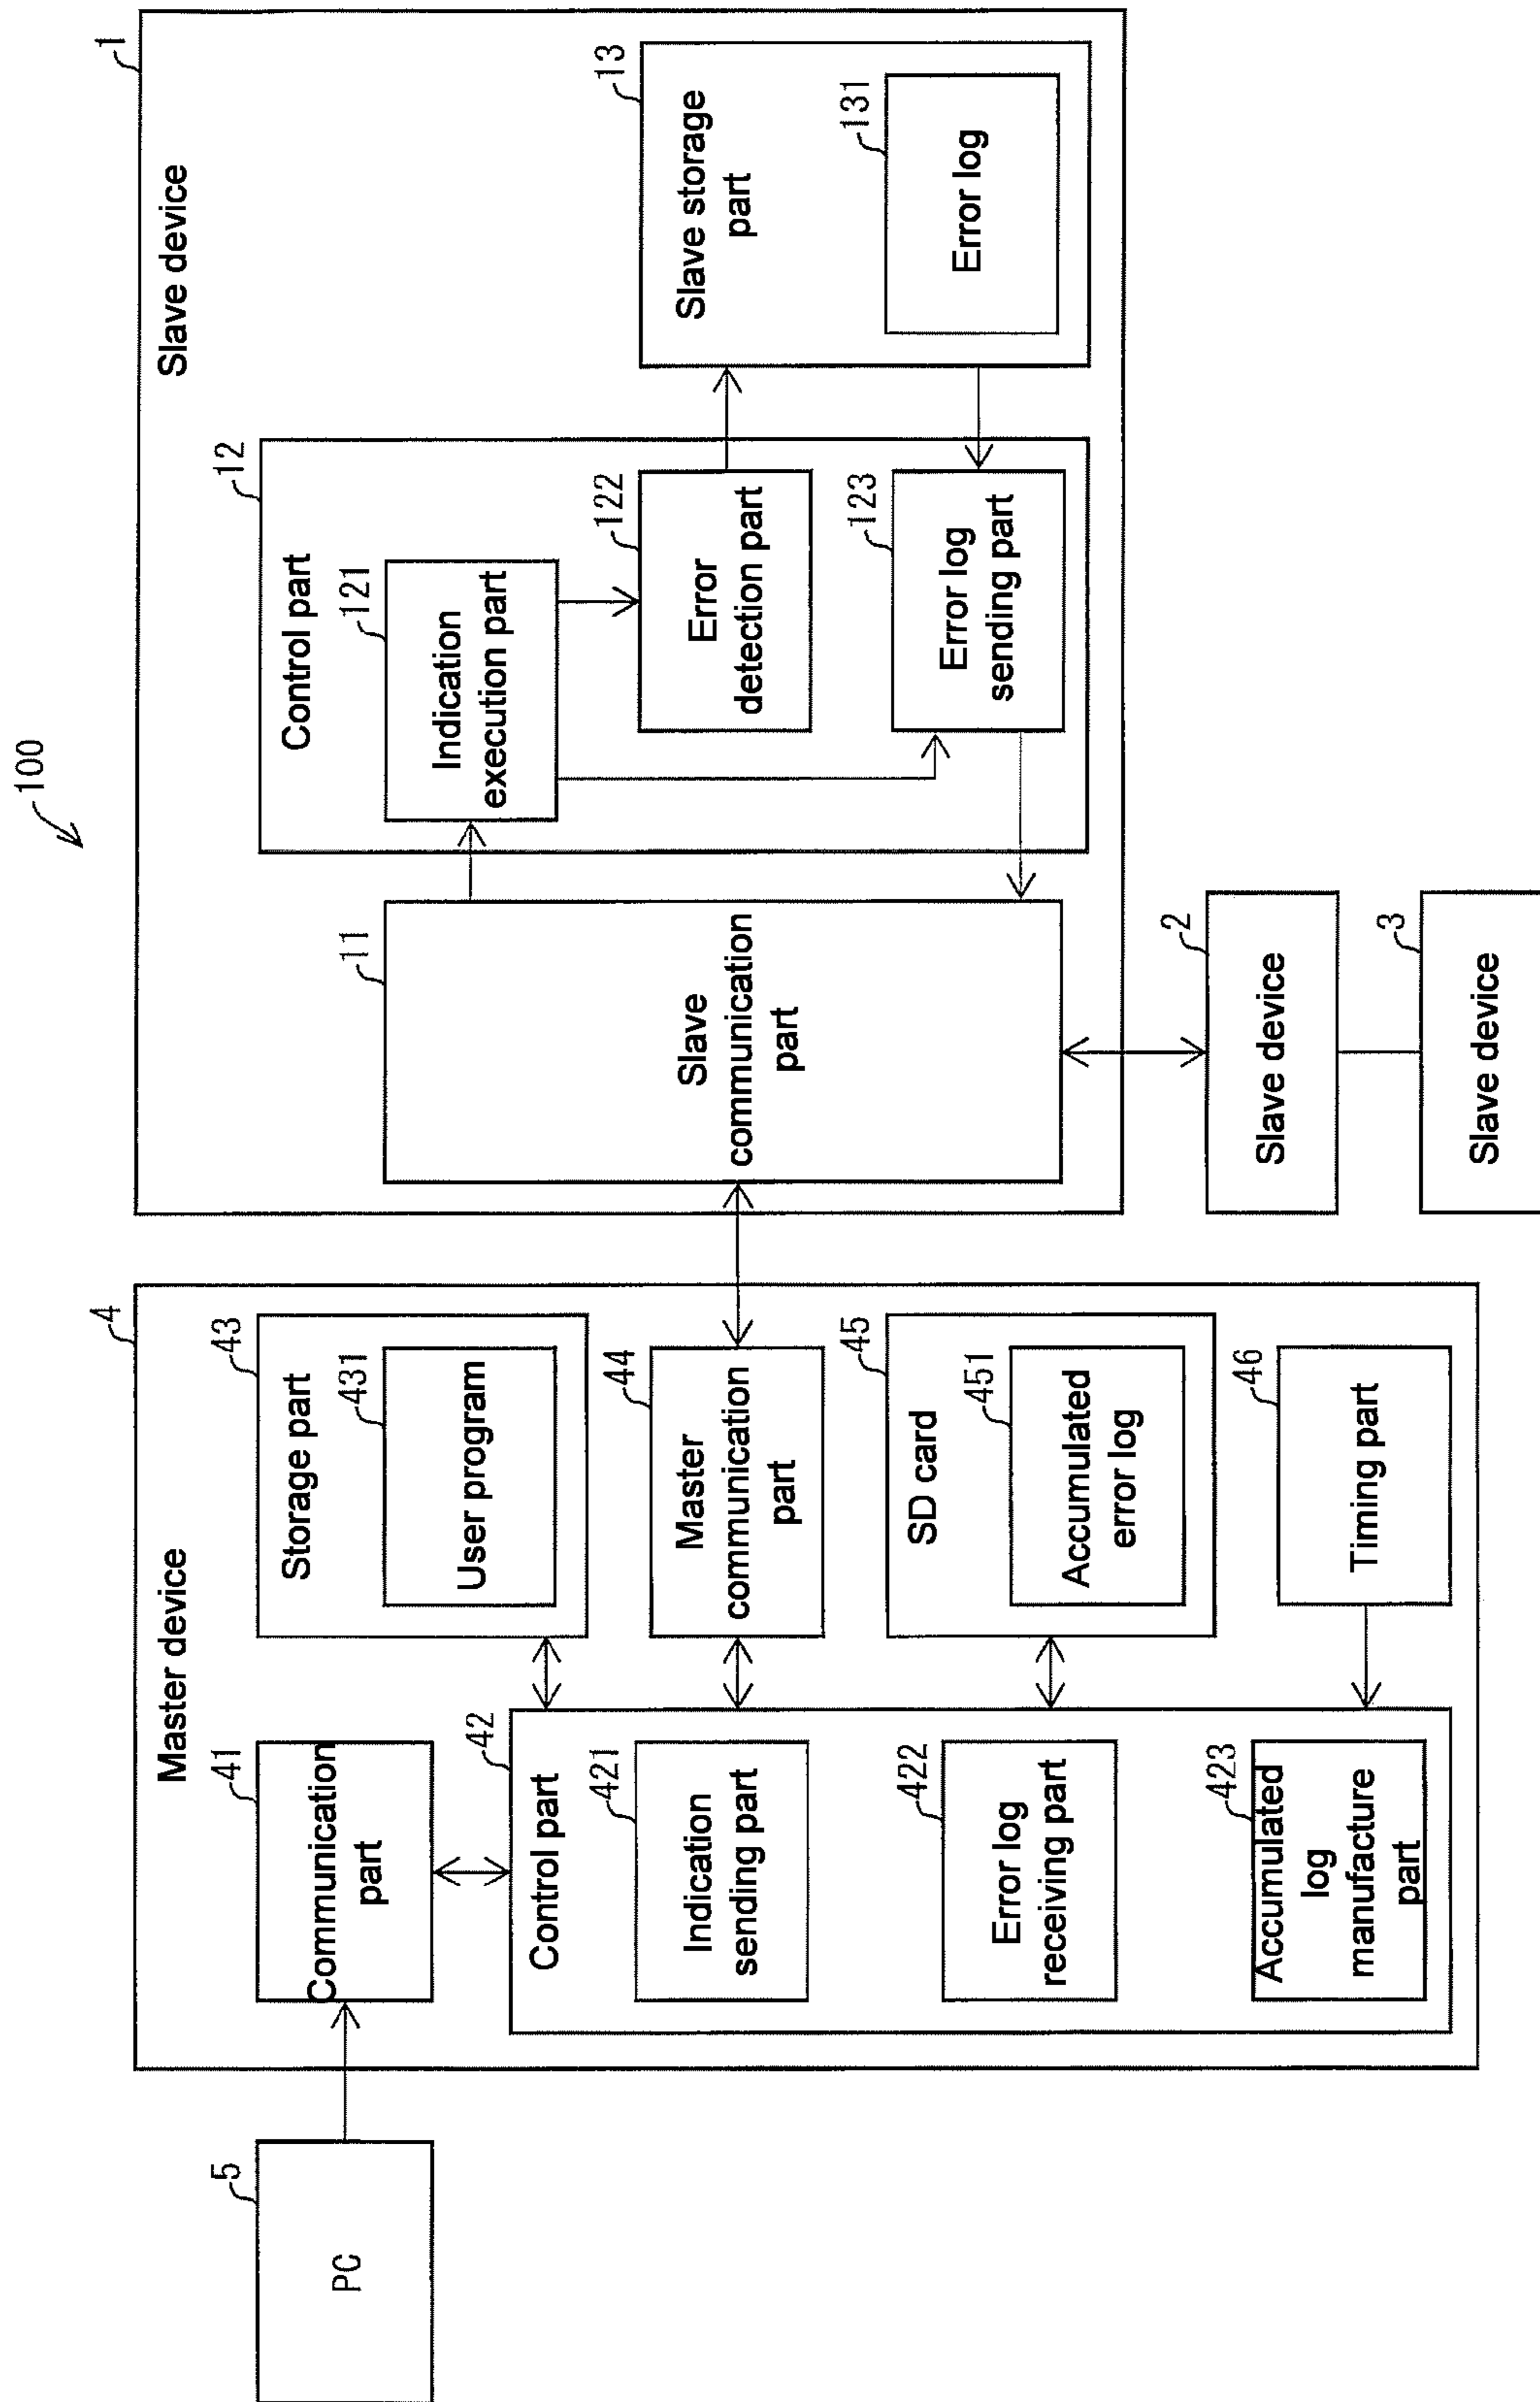 100
5
PC
4
Master device
41
Communication
part
42
Control part
421
Indication
sending part
422
Error log
receiving part
423
Accumulated
log
manufacture
part
43
Storage part
431
User program
44
Master
communication
part
45
SD card
451
Accumulated
error log
46
Timing part
1
Slave device
11
Slave
communication
part
12
Control part
121
Indication
execution part
122
Error
detection part
123
Error log
sending part
13
Slave storage
part
131
Error log
2
Slave device
3
Slave device